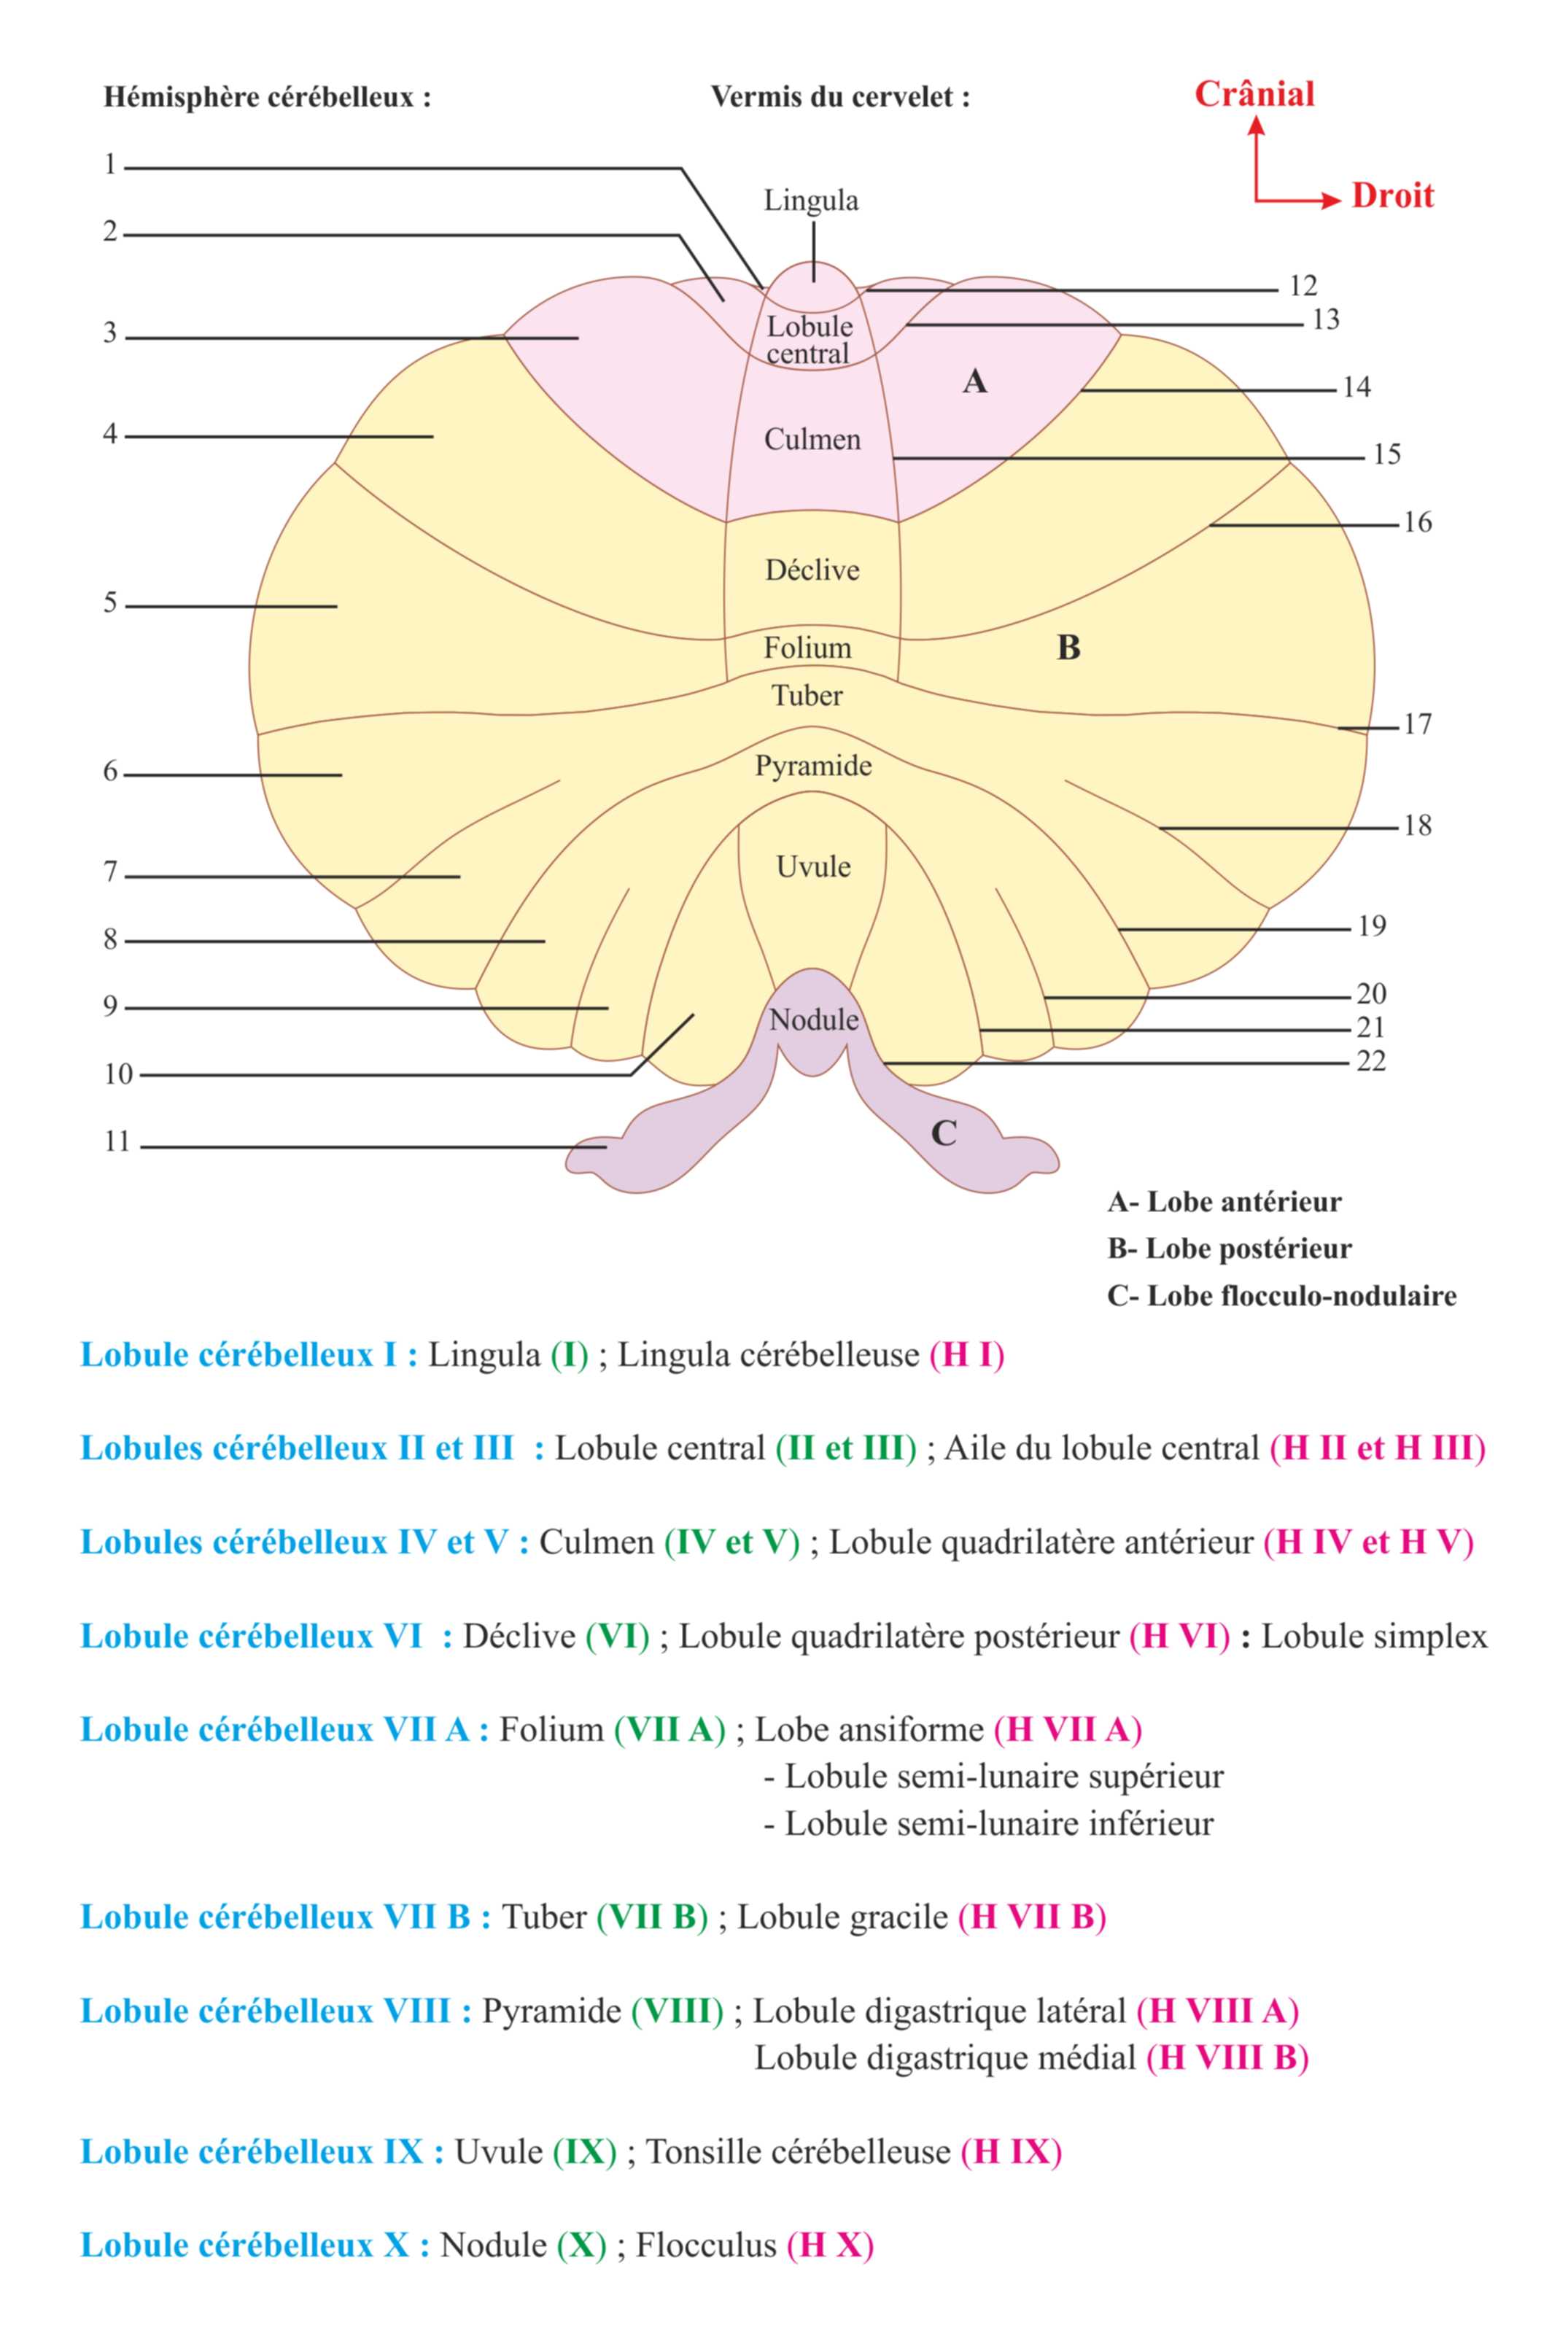 Hémisphère cérébelleux :
Vermis du cervelet :
Crânial
Droit
1
2
3
4
5
6
7
8
9
10
11
Lingula
Lobule
central
Culmen
Déclive
Folium
Tuber
Pyramide
Uvule
Nodule
A
B
C
12
13
14
15
16
17
18
19
20
21
22
A- Lobe antérieur
B- Lobe postérieur
C- Lobe flocculo-nodulaire
Lobule cérébelleux I : Lingula (I) ; Lingula cérébelleuse (H I)
Lobules cérébelleux II et III : Lobule central (II et III) ; Aile du lobule central (H II et H III)
Lobules cérébelleux IV et V : Culmen (IV et V) ; Lobule quadrilatère antérieur (H IV et H V)
Lobule cérébelleux VI : Déclive (VI) ; Lobule quadrilatère postérieur (H VI) : Lobule simplex
Lobule cérébelleux VII A : Folium (VII A) ; Lobe ansiforme (H VII A)
- Lobule semi-lunaire supérieur
- Lobule semi-lunaire inférieur
Lobule cérébelleux VII B : Tuber (VII B) ; Lobule gracile (H VII B)
Lobule cérébelleux VIII : Pyramide (VIII) ; Lobule digastrique latéral (H VIII A)
Lobule digastrique médial (H VIII B)
Lobule cérébelleux IX : Uvule (IX) ; Tonsille cérébelleuse (H IX)
Lobule cérébelleux X : Nodule (X) ; Flocculus (H X)